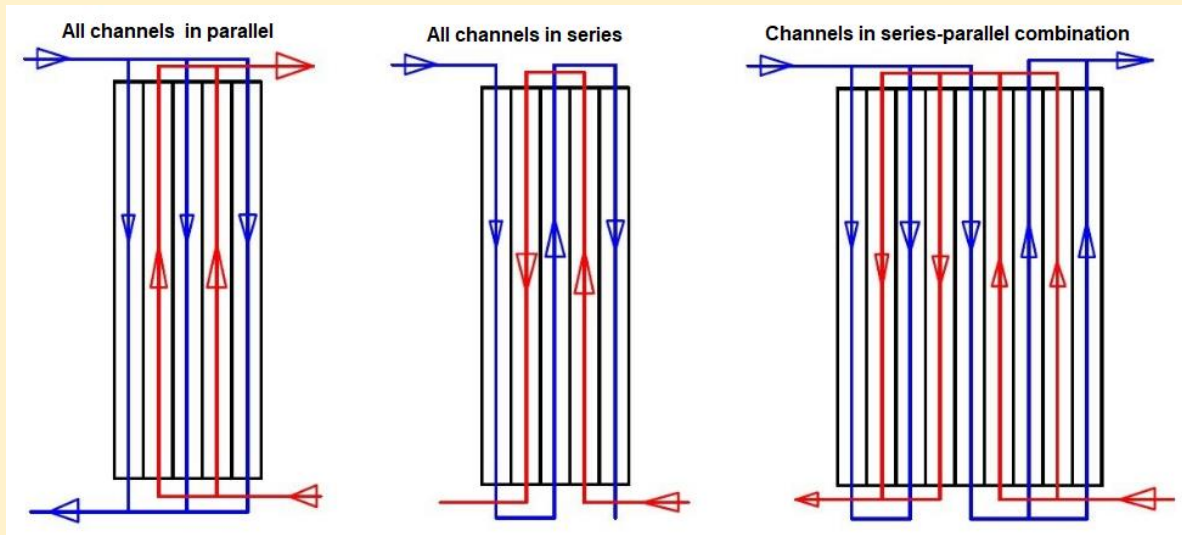 All channels in parallel
All channels in series
Channels in series-parallel combination